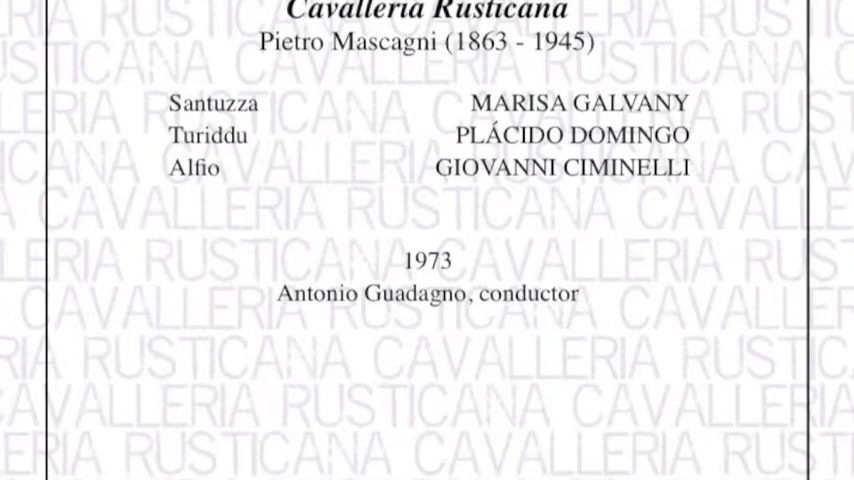 Cavalleria Rusticana
Pietro Mascagni (1863 - 1945)
Santuzza MARISA GALVANY
Turiddu PLÁCIDO DOMINGO
Alfio GIOVANNI CIMINELLI
1973
Antonio Guadagno, conductor